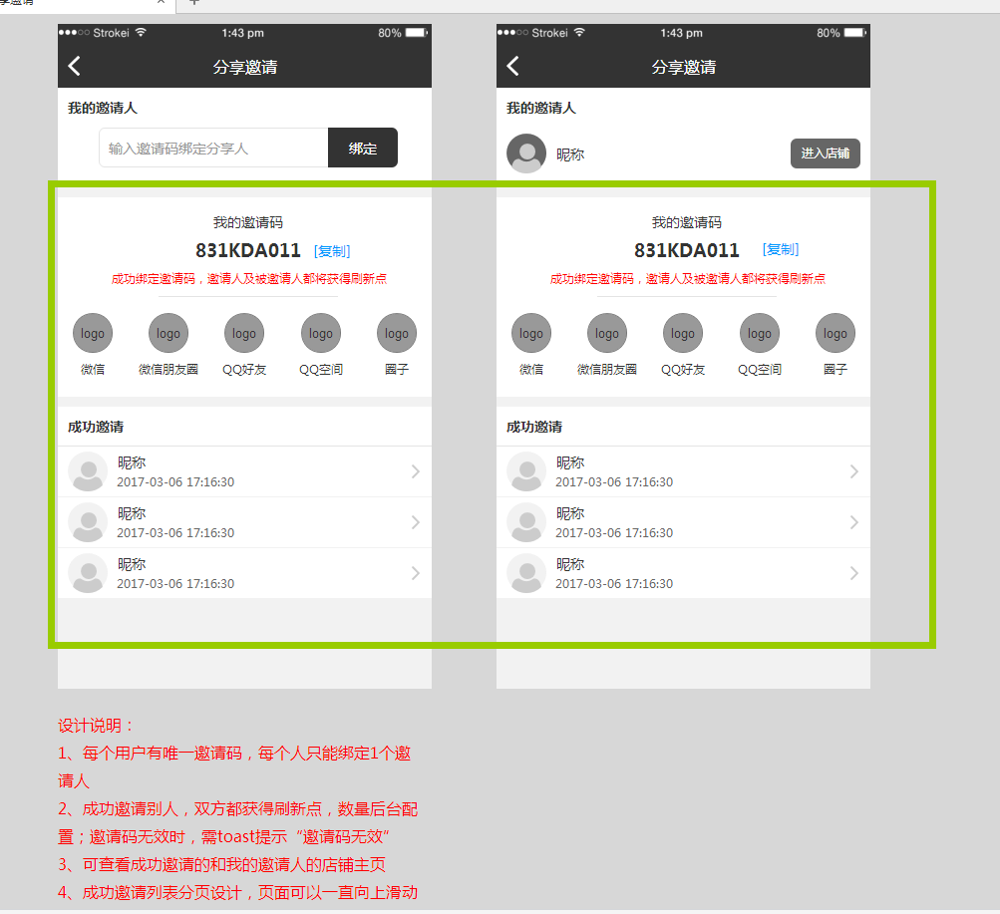 享邀请
Strokei 1:43 pm 80%
分享邀请
我的邀请人
输入邀请码绑定分享人 绑定
我的邀请码
831KDA011 [复制]
成功绑定邀请码，邀请人及被邀请人都将获得刷新点
logo logo logo logo logo
微信 微信朋友圈 QQ好友 QQ空间 圈子
成功邀请
昵称
2017-03-06 17:16:30
昵称
2017-03-06 17:16:30
昵称
2017-03-06 17:16:30
Strokei 1:43 pm 80%
分享邀请
我的邀请人
昵称 进入店铺
我的邀请码
831KDA011 [复制]
成功绑定邀请码，邀请人及被邀请人都将获得刷新点
logo logo logo logo logo
微信 微信朋友圈 QQ好友 QQ空间 圈子
成功邀请
昵称
2017-03-06 17:16:30
昵称
2017-03-06 17:16:30
昵称
2017-03-06 17:16:30
设计说明：
1、每个用户有唯一邀请码，每个人只能绑定1个邀
请人
2、成功邀请别人，双方都获得刷新点，数量后台配
置；邀请码无效时，需toast提示“邀请码无效”
3、可查看成功邀请的和我的邀请人的店铺主页
4、成功邀请列表分页设计，页面可以一直向上滑动